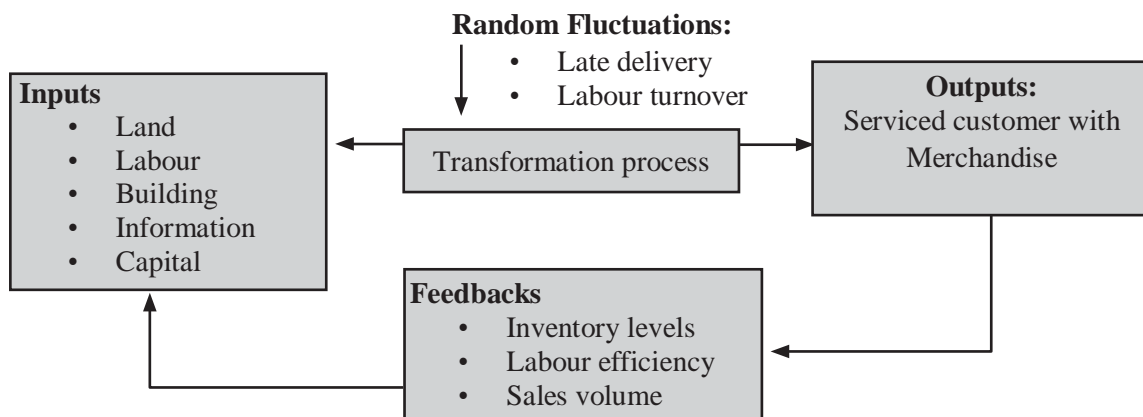 Random Fluctuations:
• Late delivery
• Labour turnover
Inputs
• Land
• Labour
• Building
• Information
• Capital
Transformation process
Outputs:
Serviced customer with
Merchandise
Feedbacks
• Inventory levels
• Labour efficiency
• Sales volume